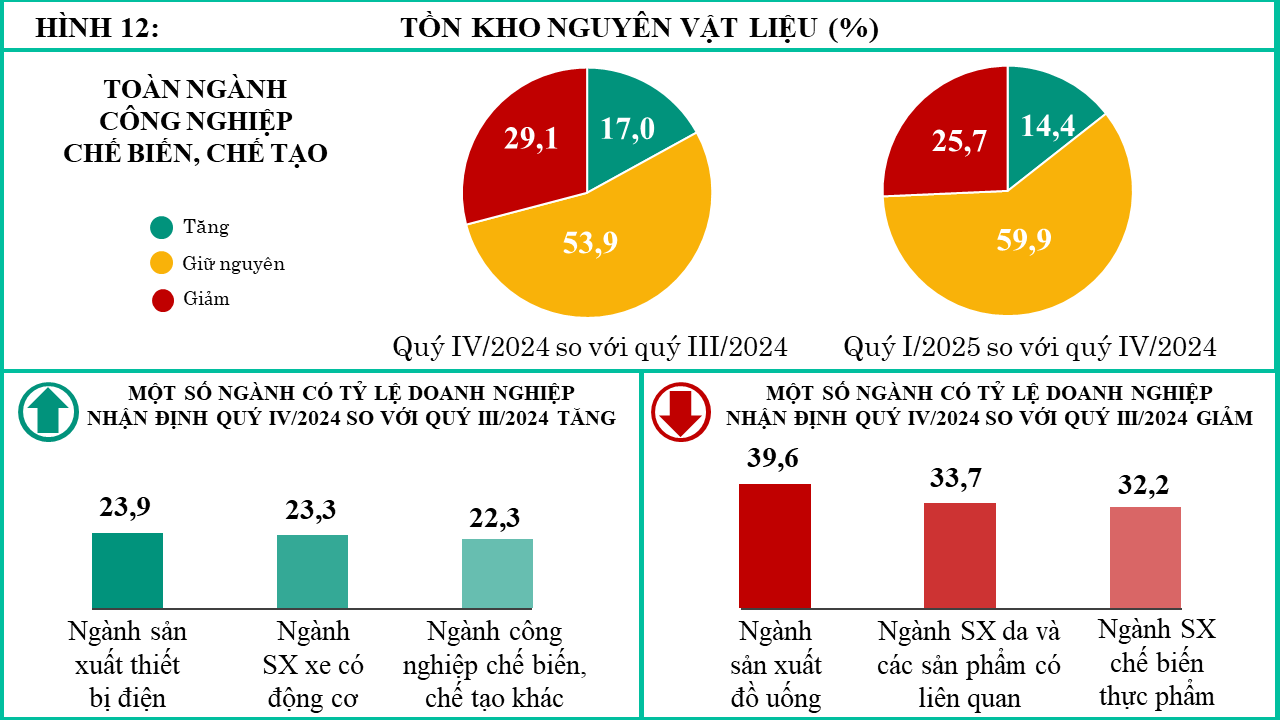 HÌNH 12:
TỒN KHO NGUYÊN VẬT LIỆU (%)
TOÀN NGÀNH
CÔNG NGHIỆP
CHẾ BIẾN, CHẾ TẠO
Tăng
Giữ nguyên
Giảm
29,1
17,0
53,9
Quý IV/2024 so với quý III/2024
25,7
14,4
59,9
Quý I/2025 so với quý IV/2024
MỘT SỐ NGÀNH CÓ TỶ LỆ DOANH NGHIỆP
NHẬN ĐỊNH QUÝ IV/2024 SO VỚI QUÝ III/2024 TĂNG
23,9
23,3
22,3
Ngành sản
xuất thiết
bị điện
Ngành
SX xe có
động cơ
Ngành công
nghiệp chế biến,
chế tạo khác
MỘT SỐ NGÀNH CÓ TỶ LỆ DOANH NGHIỆP
NHẬN ĐỊNH QUÝ IV/2024 SO VỚI QUÝ III/2024 GIẢM
39,6
33,7
32,2
Ngành
sản xuất
đồ uống
Ngành SX da và
các sản phẩm có
liên quan
Ngành SX
chế biến
thực phẩm